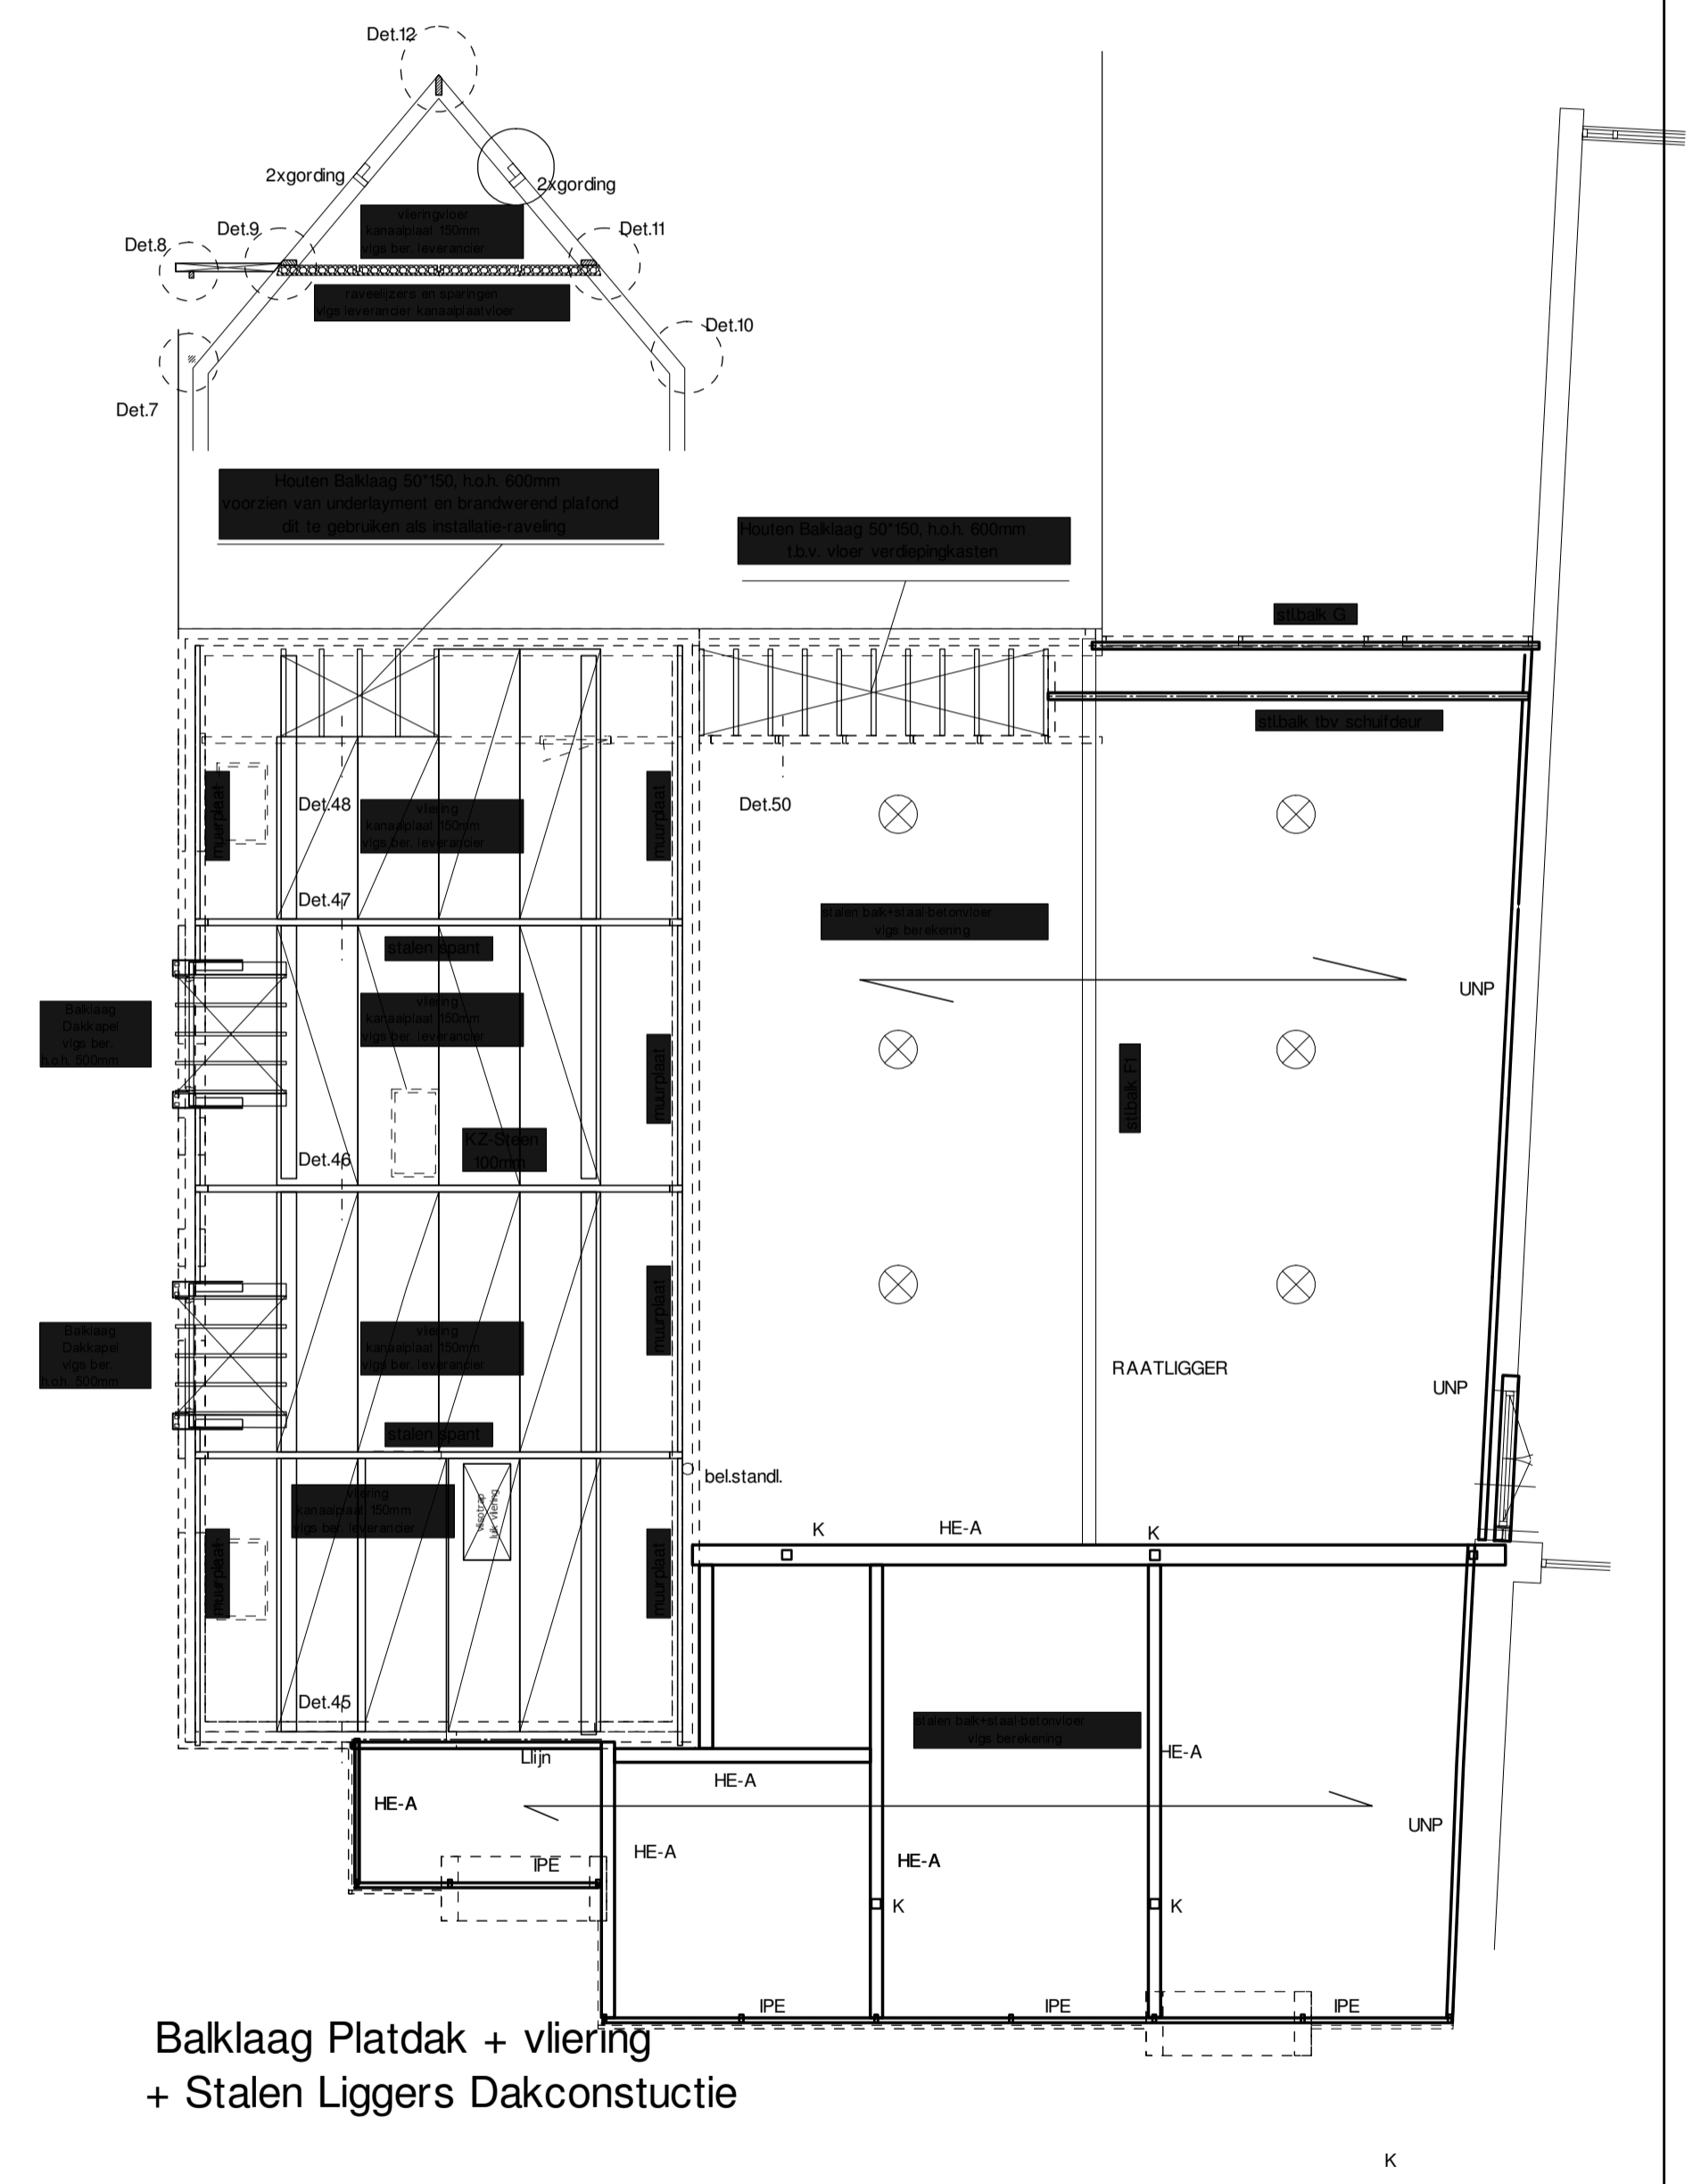 Det.12
2xgording
2xgording
vlieringvloer
kanaalplaat 150mm
vlgs ber. leverancier
Det.9
Det.11
Det.8
raveelijzers en sparingen
vlgs leverancier kanaalplaatvloer
Det.10
Det.7
Houten Balklaag 50*150, h.o.h. 600mm
voorzien van underlayment en brandwerend plafond
dit te gebruiken als installatie-raveling
Houten Balklaag 50*150, h.o.h. 600mm
t.b.v. vloer verdiepingkasten
stl.balk G
stl.balk tbv schuifdeur
muurplaat
Det.48
vliering
kanaalplaat 150mm
vlgs ber. leverancier
muurplaat
Det.50
Det.47
stalen balk+staal-betonvloer
vlgs berekening
stalen spant
UNP
Balklaag
Dakkapel
vlgs ber.
h.o.h. 500mm
vliering
kanaalplaat 150mm
vlgs ber. leverancier
muurplaat
stl.balk F1
KZ-Steen
100mm
Det.46
muurplaat
Balklaag
Dakkapel
vlgs ber.
h.o.h. 500mm
vliering
kanaalplaat 150mm
vlgs ber. leverancier
RAATLIGGER
UNP
stalen spant
bel.standl.
vliering
kanaalplaat 150mm
vlgs ber. leverancier
vlisotrap
luik vliering
K
HE-A
K
muurplaat
muurplaat
Det.45
stalen balk+staal-betonvloer
vlgs berekening
Llijn
HE-A
HE-A
HE-A
UNP
HE-A
HE-A
IPE
K
K
IPE
IPE
IPE
Balklaag Platdak + vliering
+ Stalen Liggers Dakconstuctie
K